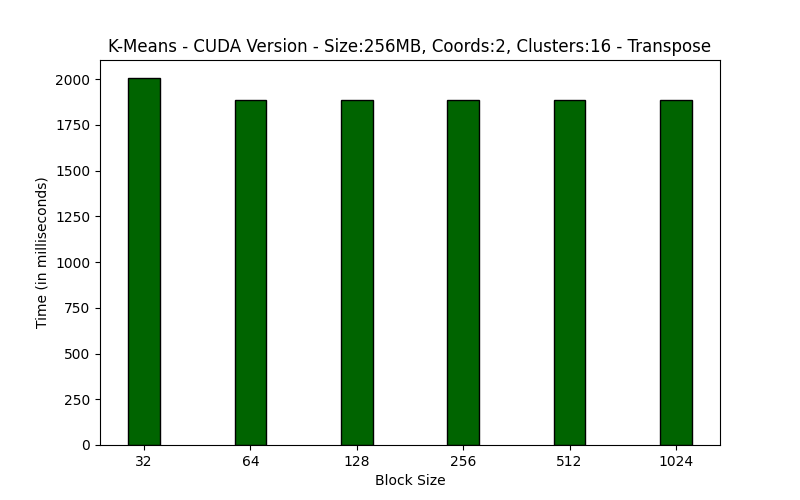 K-Means - CUDA Version - Size:256MB, Coords:2, Clusters:16 - Transpose
2000
1750
1500
1250
1000
750
500
250
0
Time (in milliseconds)
32 64 128 256 512 1024
Block Size